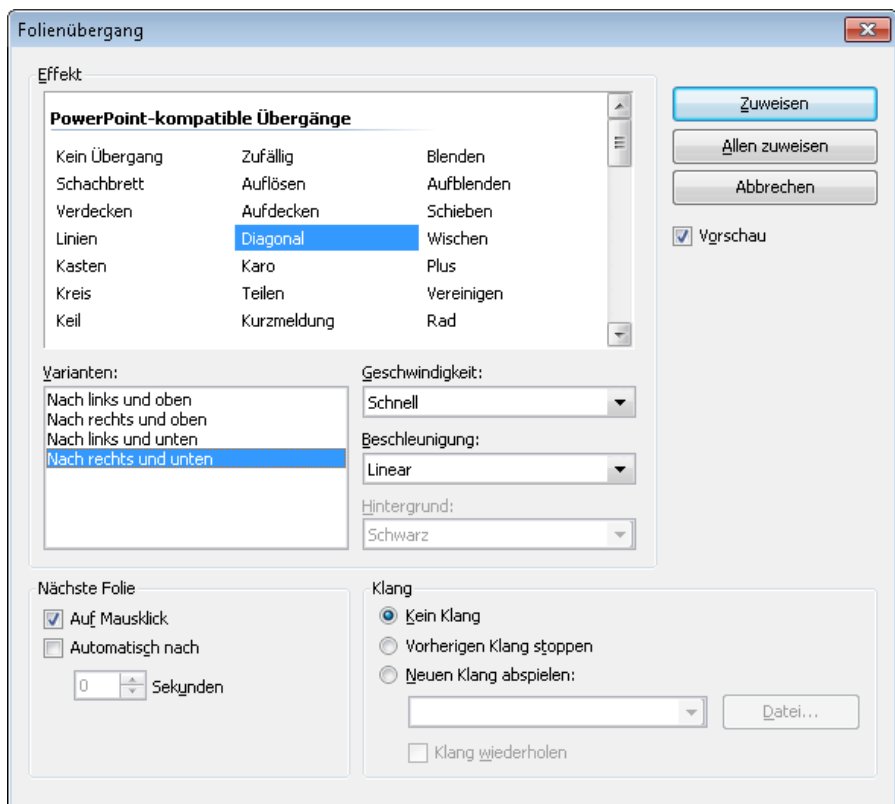 Folienübergang
Effekt
PowerPoint-kompatible Übergänge
Kein Übergang Zufällig Blenden
Schachbrett Auflösen Aufblenden
Verdecken Aufdecken Schieben
Linien Diagonal Wischen
Kasten Karo Plus
Kreis Teilen Vereinigen
Keil Kurzmeldung Rad
Zuweisen
Allen zuweisen
Abbrechen
Vorschau
Varianten:
Nach links und oben
Nach rechts und oben
Nach links und unten
Nach rechts und unten
Geschwindigkeit:
Schnell
Beschleunigung:
Linear
Hintergrund:
Schwarz
Nächste Folie
Auf Mausklick
Automatisch nach
0 Sekunden
Klang
Kein Klang
Vorherigen Klang stoppen
Neuen Klang abspielen:
Datei...
Klang wiederholen